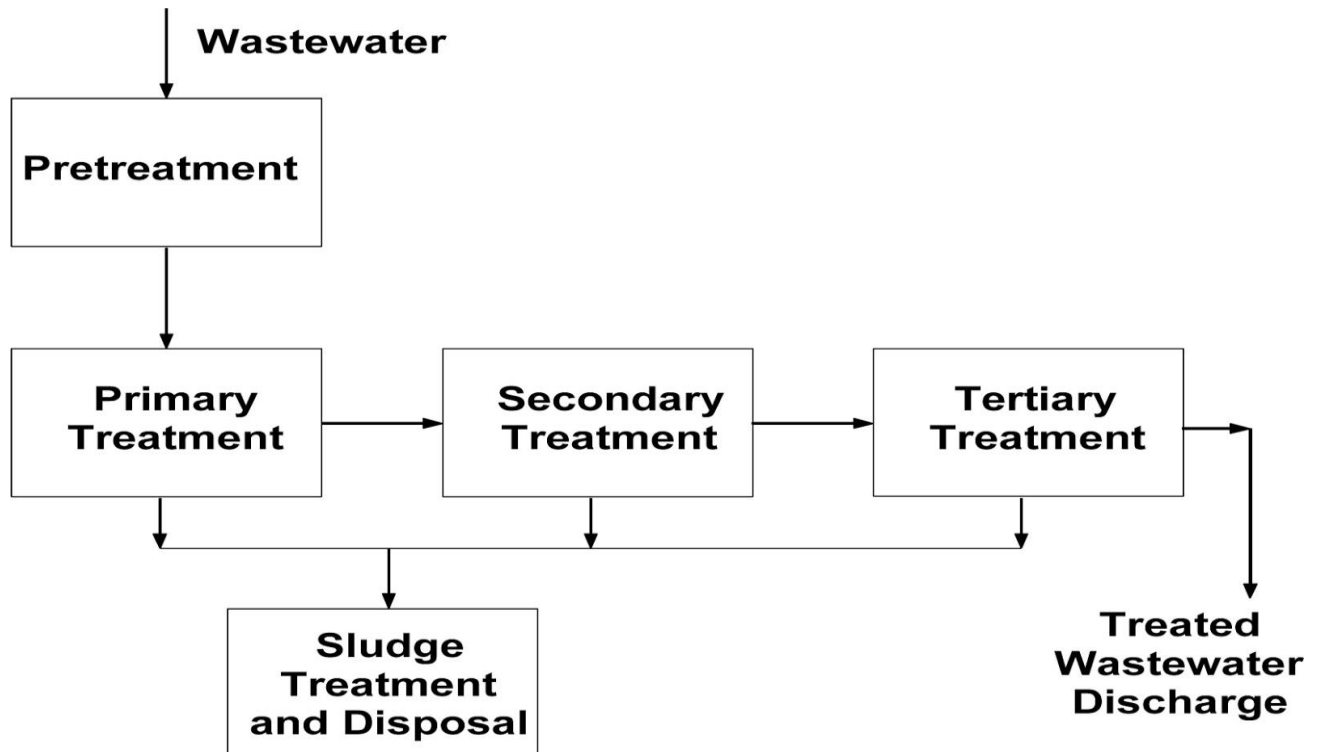 Wastewater
Pretreatment
Primary
Treatment
Secondary
Treatment
Tertiary
Treatment
Sludge
Treatment
and Disposal
Treated
Wastewater
Discharge